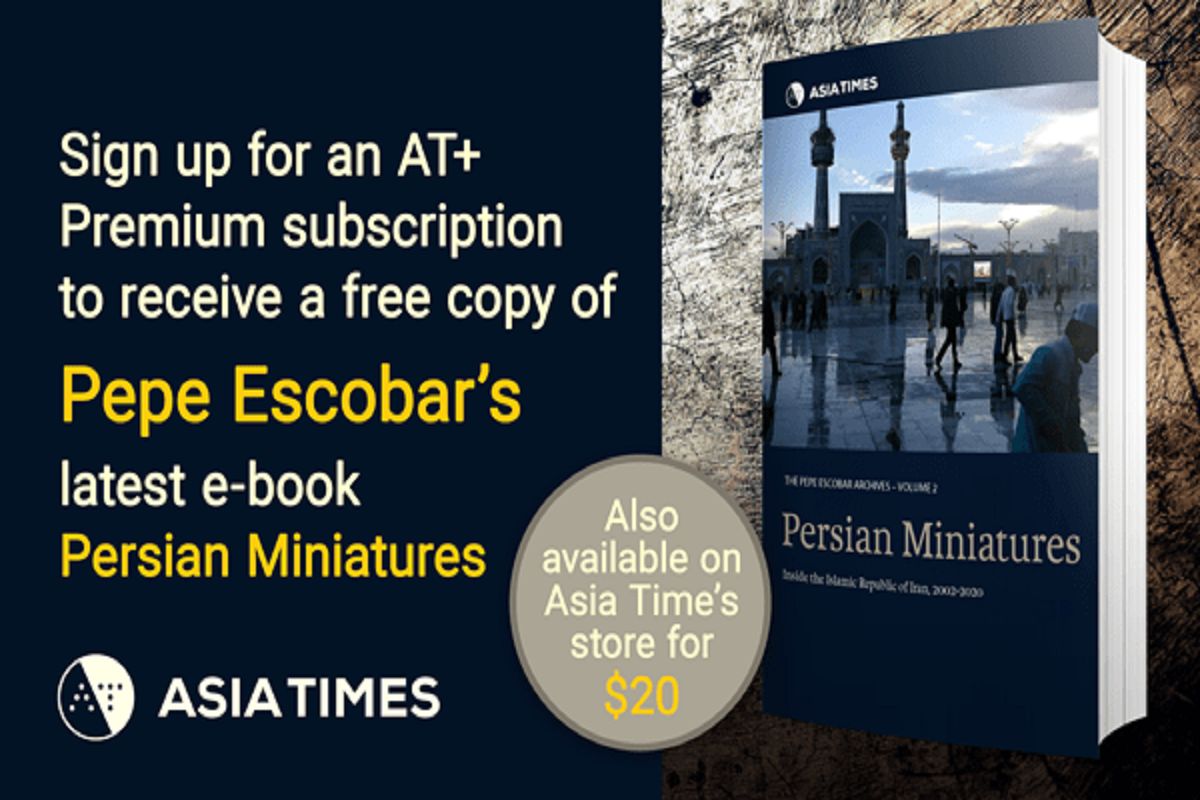 Sign up for an AT+
Premium subscription
to receive a free copy of
Pepe Escobar's
latest e-book
Persian Miniatures
ASIA TIMES
Also
available on
Asia Time's
store for
$20
ASIA TIMES
THE PEPE ESCOBAR ARCHIVES - VOLUME 2
Persian Miniatures
Inside the Islamic Republic of Iran, 2002-2020